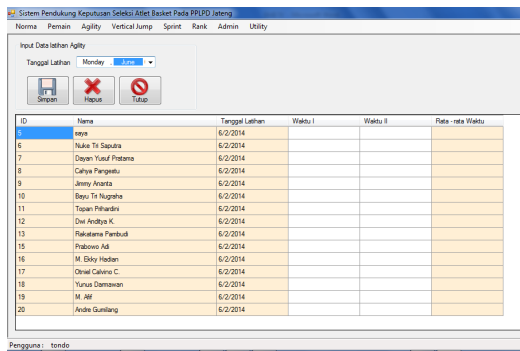 Sistem Pendukung Keputusan Seleksi Atlet Basket Pada PPLPD Jateng
Norma Pemain Agility Vertical Jump Sprint Rank Admin Utility
Input Data latihan Agility
Tanggal Latihan Monday , June
Simpan Hapus Tutup
ID Nama Tanggal Latihan Waktu I Waktu II Rata - rata Waktu
5 saya 6/2/2014
6 Nuke Tri Saputra 6/2/2014
7 Dayan Yusuf Pratama 6/2/2014
8 Cahya Pangestu 6/2/2014
9 Jimmy Ananta 6/2/2014
10 Bayu Tri Nugraha 6/2/2014
11 Topan Prihardini 6/2/2014
12 Dwi Anditya K. 6/2/2014
13 Rakatama Pambudi 6/2/2014
15 Prabowo Adi 6/2/2014
16 M. Ekky Hadian 6/2/2014
17 Otniel Calvino C. 6/2/2014
18 Yunus Darmawan 6/2/2014
19 M. Afif 6/2/2014
20 Andre Gumilang 6/2/2014
Pengguna : tondo